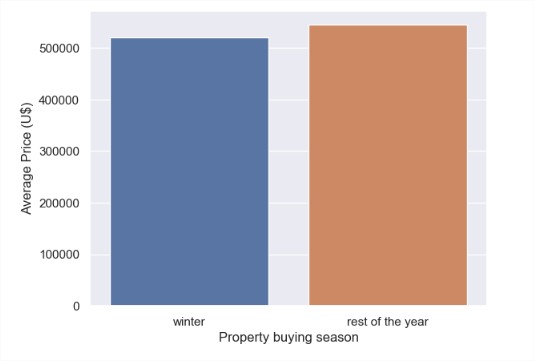 Average Price (U$)
500000
400000
300000
200000
100000
0
winter
rest of the year
Property buying season